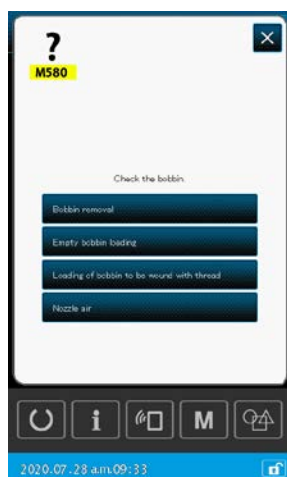 ?
M580
Check the bobbin.
Bobbin removal
Empty bobbin loading
Loading of bobbin to be wound with thread
Nozzle air
i
M
2020.07.28 a.m.09:33